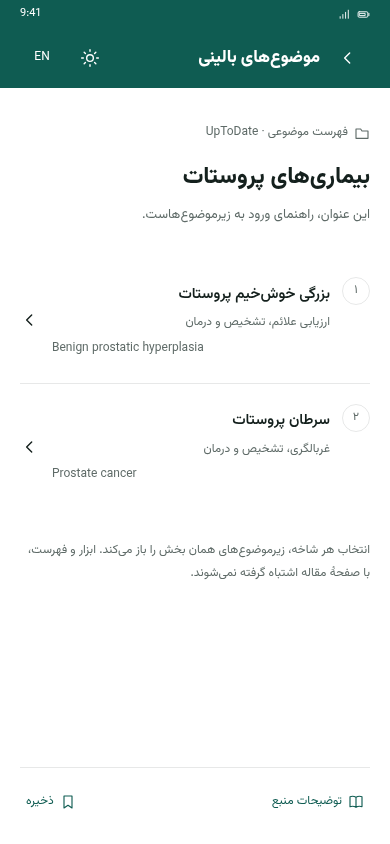 9:41
موضوع‌های بالینی
EN
فهرست موضوعی · UpToDate
بیماری‌های پروستات
این عنوان، راهنمای ورود به زیرموضوع‌هاست.
۱
بزرگی خوش‌خیم پروستات
ارزیابی علائم، تشخیص و درمان
Benign prostatic hyperplasia
۲
سرطان پروستات
غربالگری، تشخیص و درمان
Prostate cancer
انتخاب هر شاخه، زیرموضوع‌های همان بخش را باز می‌کند. ابزار و فهرست،
با صفحهٔ مقاله اشتباه گرفته نمی‌شوند.
توضیحات منبع
ذخیره